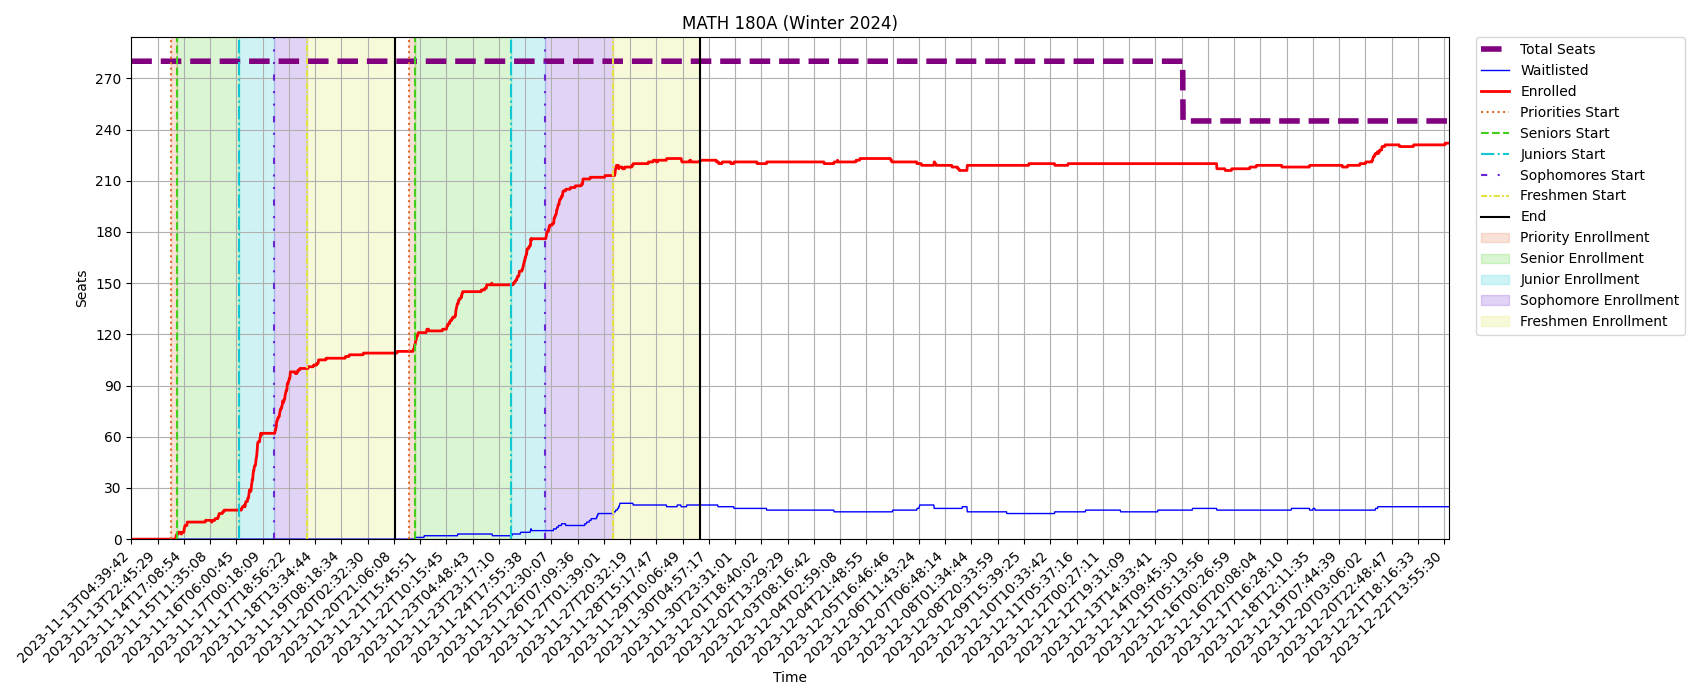 MATH 180A (Winter 2024)
Seats
270
240
210
180
150
120
90
60
30
0
2023-11-13T04:39:42
2023-11-13T22:45:29
2023-11-14T17:08:54
2023-11-15T11:35:08
2023-11-16T06:00:45
2023-11-17T00:18:09
2023-11-17T18:56:22
2023-11-18T13:34:44
2023-11-19T08:18:34
2023-11-20T02:32:30
2023-11-20T21:06:08
2023-11-21T15:45:51
2023-11-22T10:15:45
2023-11-23T04:48:43
2023-11-23T23:17:10
2023-11-24T17:55:38
2023-11-25T12:30:07
2023-11-26T07:09:36
2023-11-27T01:39:01
2023-11-27T20:32:19
2023-11-28T15:17:47
2023-11-29T10:06:49
2023-11-30T04:57:17
2023-11-30T23:31:01
2023-12-01T18:40:02
2023-12-02T13:29:29
2023-12-03T08:16:42
2023-12-04T02:59:08
2023-12-04T21:48:55
2023-12-05T16:46:46
2023-12-06T11:43:24
2023-12-07T06:48:14
2023-12-08T01:34:44
2023-12-08T20:33:59
2023-12-09T15:39:25
2023-12-10T10:33:42
2023-12-11T05:37:16
2023-12-12T00:27:11
2023-12-12T19:31:09
2023-12-13T14:33:41
2023-12-14T09:45:30
2023-12-15T05:13:56
2023-12-16T00:26:59
2023-12-16T20:08:04
2023-12-17T16:28:10
2023-12-18T12:11:35
2023-12-19T07:44:39
2023-12-20T03:06:02
2023-12-20T22:48:47
2023-12-21T18:16:33
2023-12-22T13:55:30
Time
Total Seats
Waitlisted
Enrolled
Priorities Start
Seniors Start
Juniors Start
Sophomores Start
Freshmen Start
End
Priority Enrollment
Senior Enrollment
Junior Enrollment
Sophomore Enrollment
Freshmen Enrollment